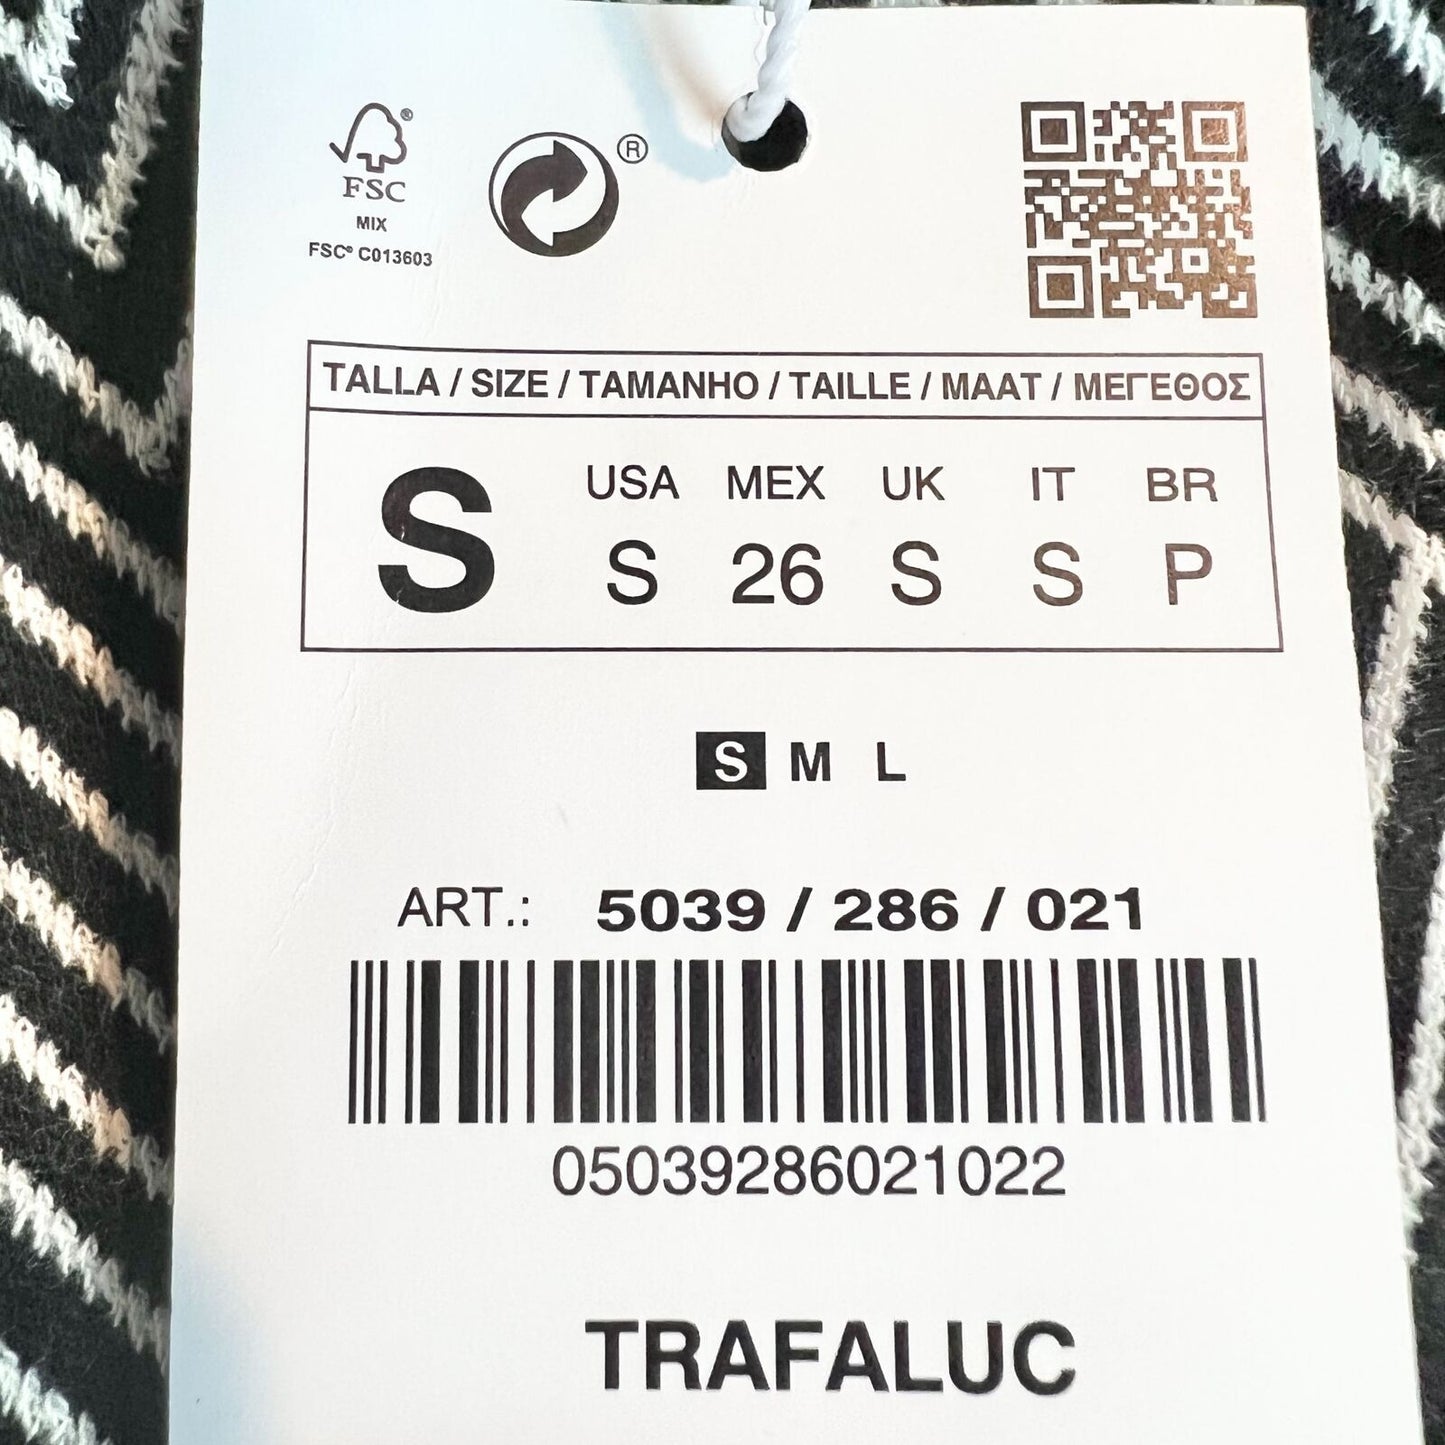 FSC®
MIX
FSC® C013603
®
TALLA / SIZE / TAMANHO / TAILLE / MAAT / ΜΕΓΕΘΟΣ
S
USA MEX UK IT BR
S 26 S S P
S M L
ART.: 5039 / 286 / 021
05039286021022
TRAFALUC